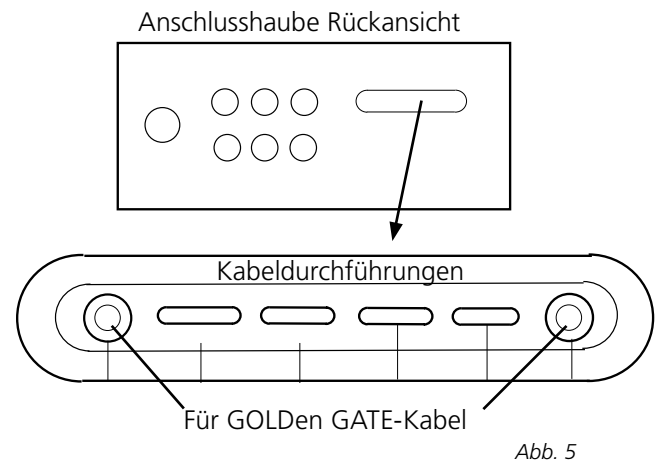 Anschlusshaube Rückansicht
Kabeldurchführungen
Für GOLDen GATE-Kabel
Abb. 5